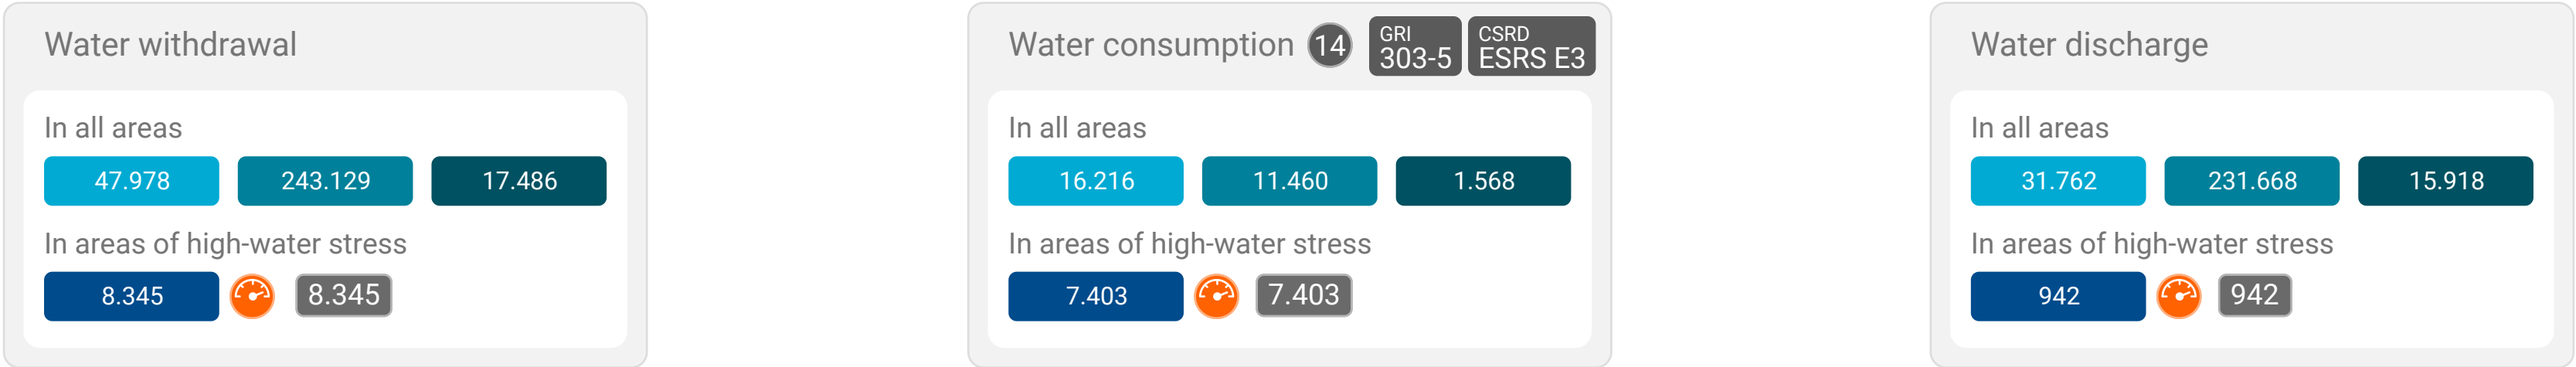 Water withdrawal
In all areas
47.978 243.129 17.486
In areas of high-water stress
8.345 8.345
Water consumption 14 GRI 303-5 CSRD ESRS E3
In all areas
16.216 11.460 1.568
In areas of high-water stress
7.403 7.403
Water discharge
In all areas
31.762 231.668 15.918
In areas of high-water stress
942 942